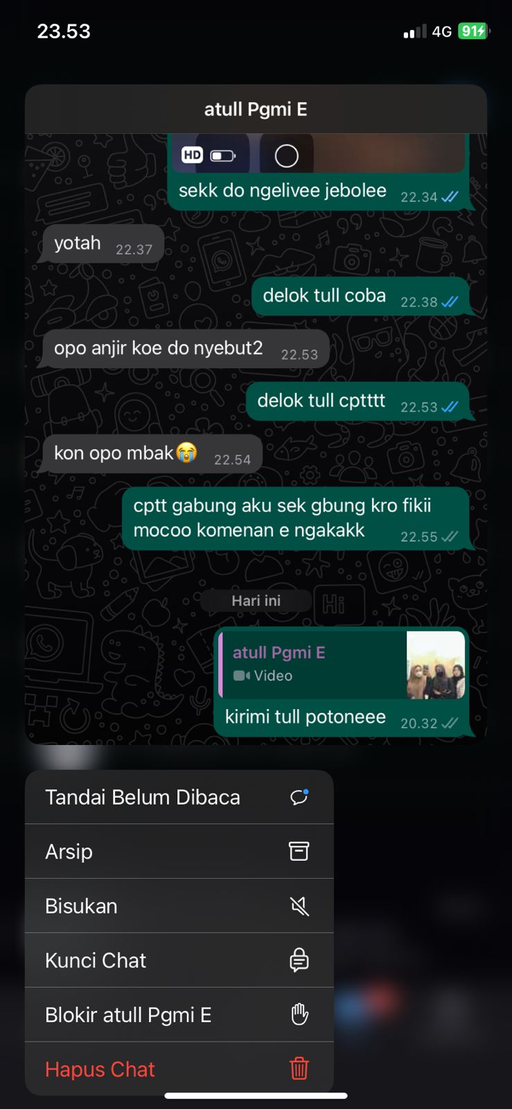 23.53
4G
91
atull Pgmi E
HD
sekk do ngelivee jebolee 22.34
yotah 22.37
delok tull coba 22.38
opo anjir koe do nyebut2 22.53
delok tull cptttt 22.53
kon opo mbak😭 22.54
cptt gabung aku sek gbung kro fikii
mocoo komenan e ngakakk 22.55
Hari ini
Hi
atull Pgmi E
Video
kirimi tull potoneee 20.32
Tandai Belum Dibaca
Arsip
Bisukan
Kunci Chat
Blokir atull Pgmi E
Hapus Chat